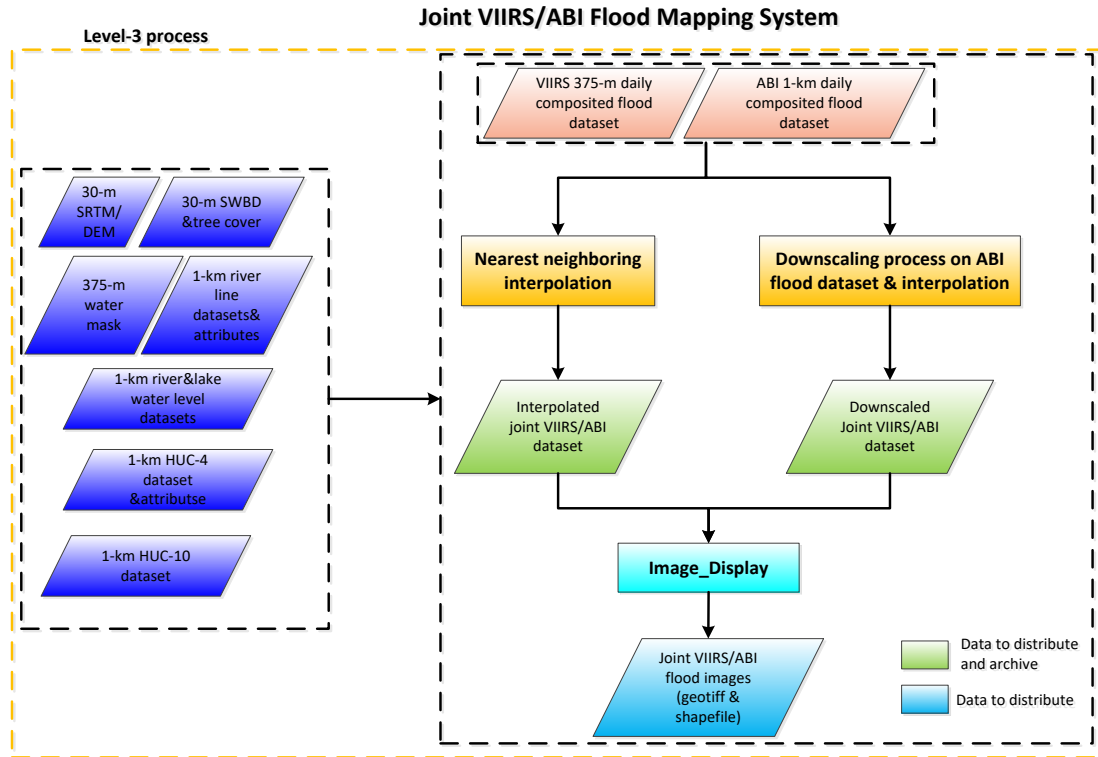 Joint VIIRS/ABI Flood Mapping System
Level-3 process
VIIRS 375-m daily
composited flood
dataset
ABI 1-km daily
composited flood
dataset
30-m
SRTM/
DEM
30-m SWBD
&tree cover
375-m
water
mask
1-km river
line
datasets&
attributes
1-km river&lake
water level
datasets
1-km HUC-4
dataset
&attributse
1-km HUC-10
dataset
Nearest neighboring
interpolation
Downscaling process on ABI
flood dataset & interpolation
Interpolated
joint VIIRS/ABI
dataset
Downscaled
Joint VIIRS/ABI
dataset
Image_Display
Joint VIIRS/ABI
flood images
(geotiff &
shapefile)
Data to distribute
and archive
Data to distribute